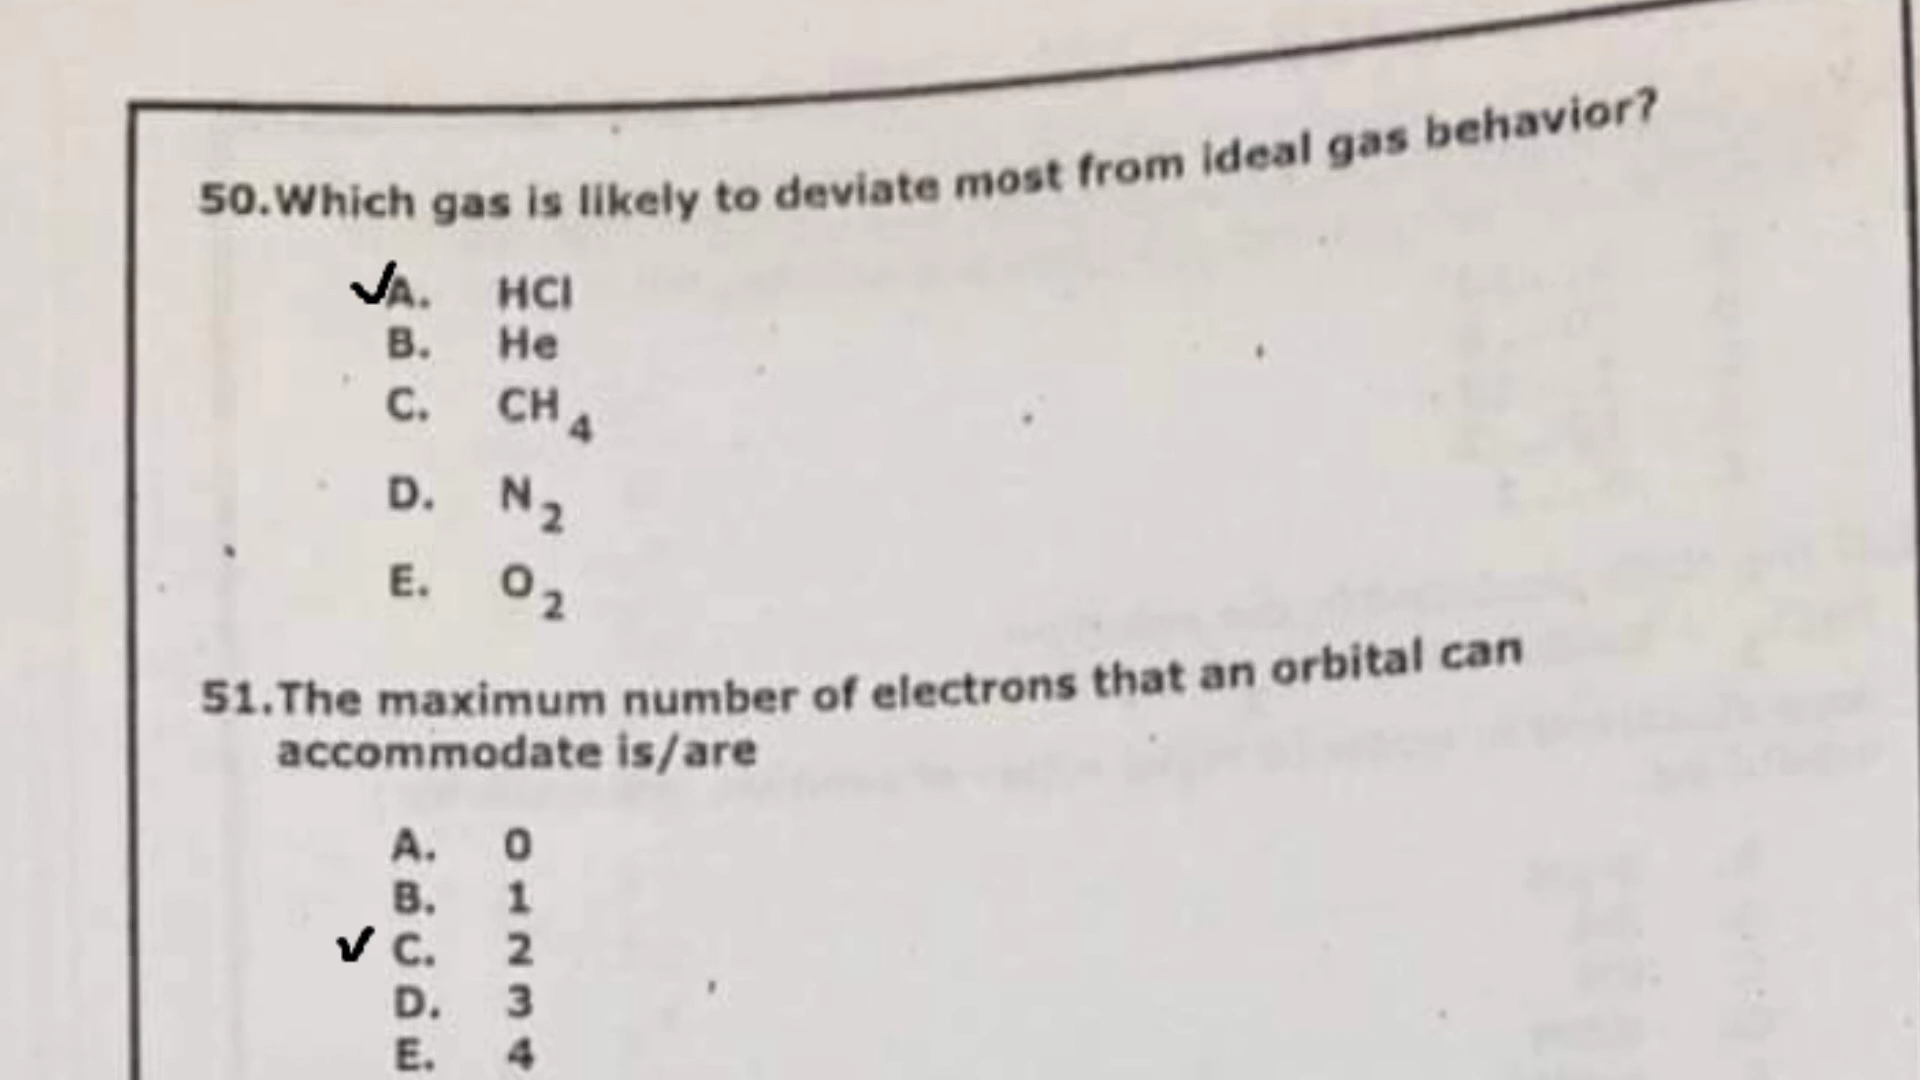 50.Which gas is likely to deviate most from ideal gas behavior?
A. HCl
B. He
C. CH4
D. N2
E. O2
51.The maximum number of electrons that an orbital can
accommodate is/are
A. 0
B. 1
C. 2
D. 3
E. 4